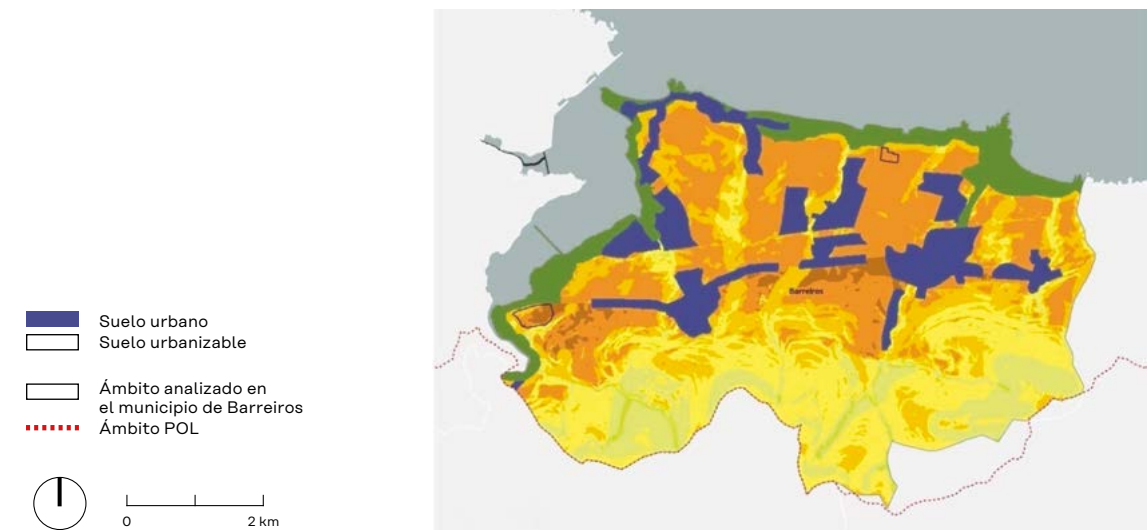 Barreiros
Suelo urbano
Suelo urbanizable
Ámbito analizado en
el municipio de Barreiros
Ámbito POL
0
2 km